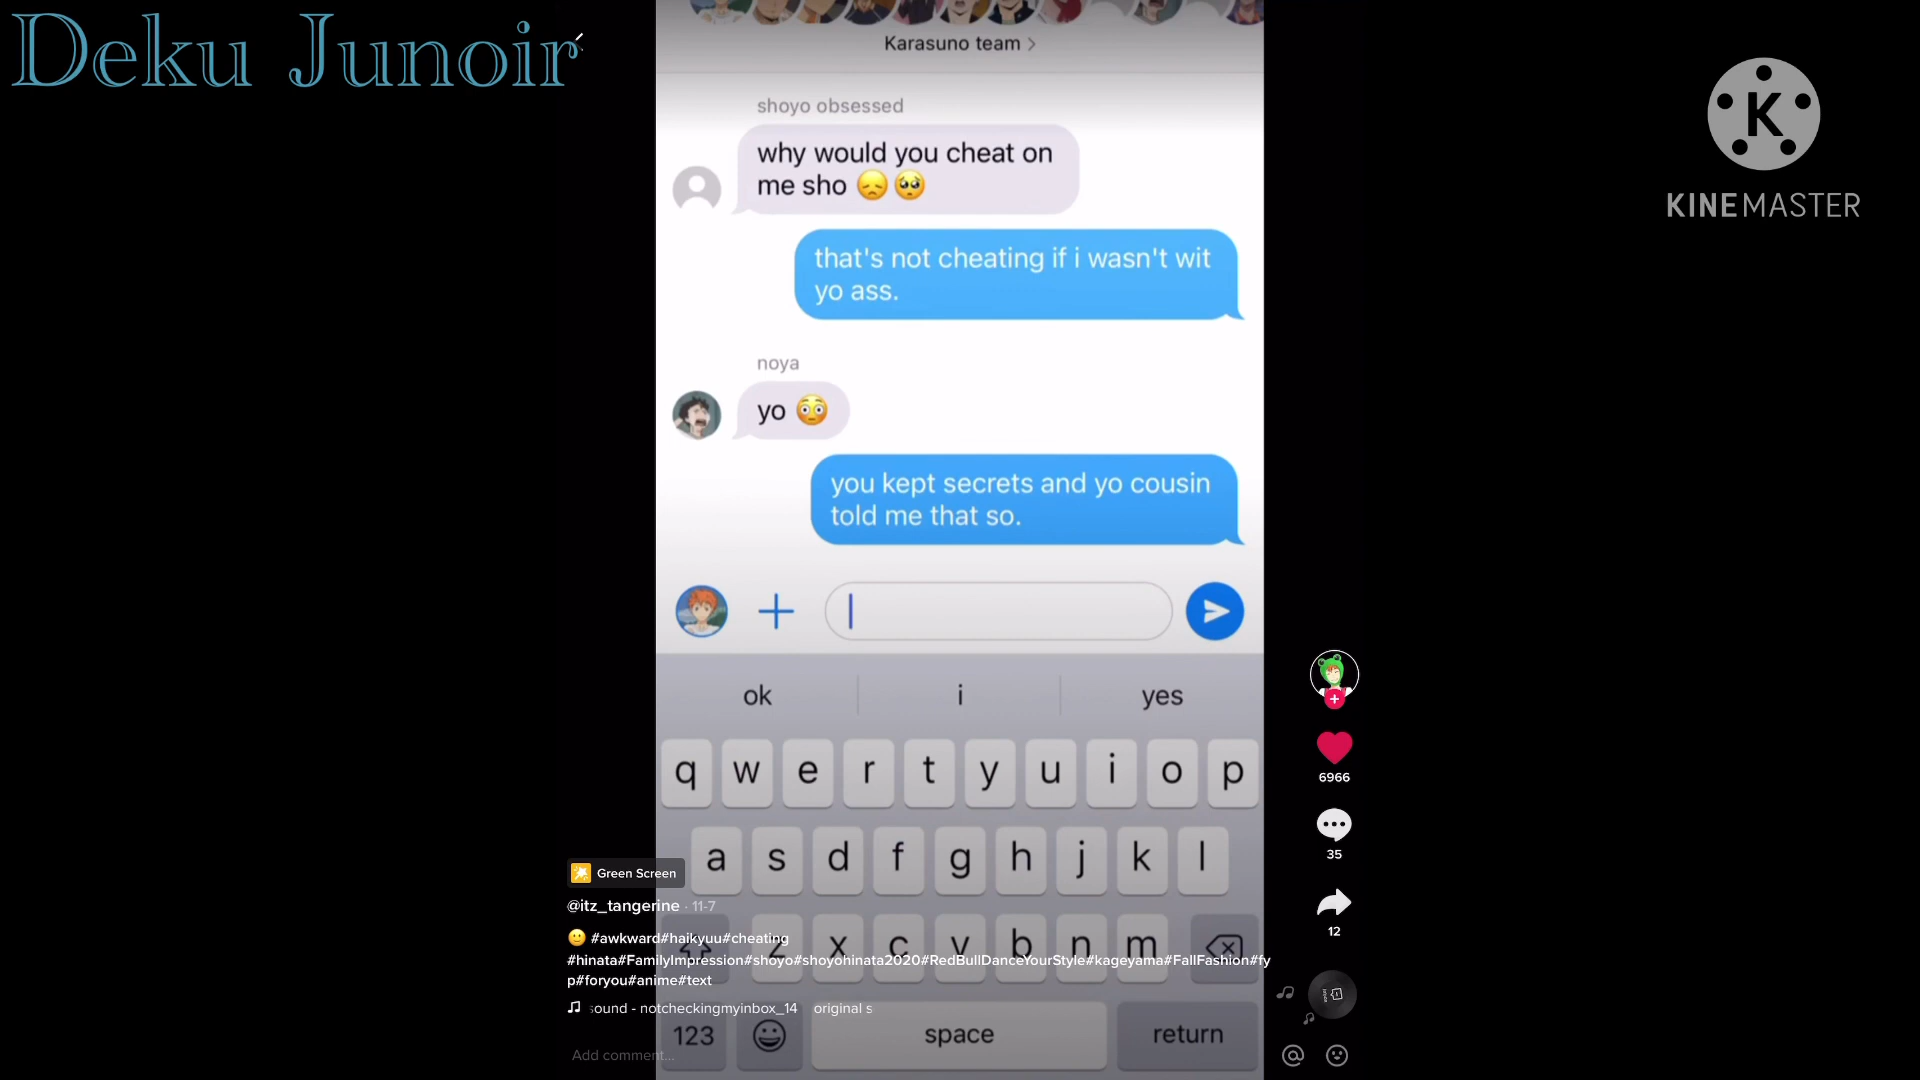 Deku Junoir
K
KINEMASTER
Karasuno team >
shoyo obsessed
why would you cheat on
me sho 😞🥺
that's not cheating if i wasn't wit
yo ass.
noya
yo 😳
you kept secrets and yo cousin
told me that so.
ok i yes
q w e r t y u i o p
a s d f g h j k l
z x c v b n m
123 space return
6966
35
12
Green Screen
@itz_tangerine · 11-7
🙂 #awkward#haikyuu#cheating
#hinata#FamilyImpression#shoyo#shoyohinata2020#RedBullDanceYourStyle#kageyama#FallFashion#fy
p#foryou#anime#text
sound - notcheckingmyinbox_14 original s
Add comment...